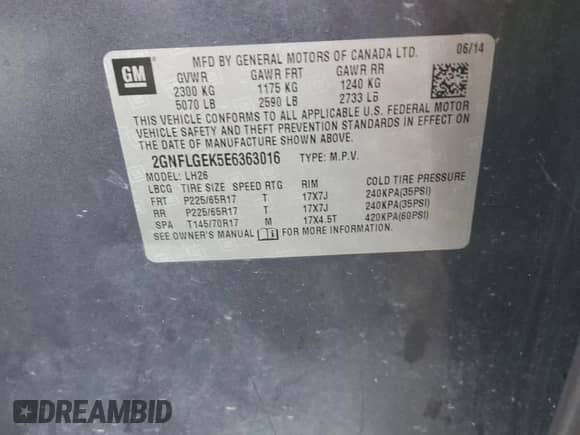 GM
MFD BY GENERAL MOTORS OF CANADA LTD. 06/14
GVWR GAWR FRT GAWR RR
2300 KG 1175 KG 1240 KG
5070 LB 2590 LB 2733 LB
THIS VEHICLE CONFORMS TO ALL APPLICABLE U.S. FEDERAL MOTOR
VEHICLE SAFETY AND THEFT PREVENTION STANDARDS IN EFFECT ON
THE DATE OF MANUFACTURE SHOWN ABOVE.
2GNFLGEK5E6363016 TYPE: M.P.V.
MODEL: LH26
LBCG TIRE SIZE SPEED RTG RIM COLD TIRE PRESSURE
FRT P225/65R17 T 17X7J 240KPA(35PSI)
RR P225/65R17 T 17X7J 240KPA(35PSI)
SPA T145/70R17 M 17X4.5T 420KPA(60PSI)
SEE OWNER'S MANUAL FOR MORE INFORMATION.
DREAMBID